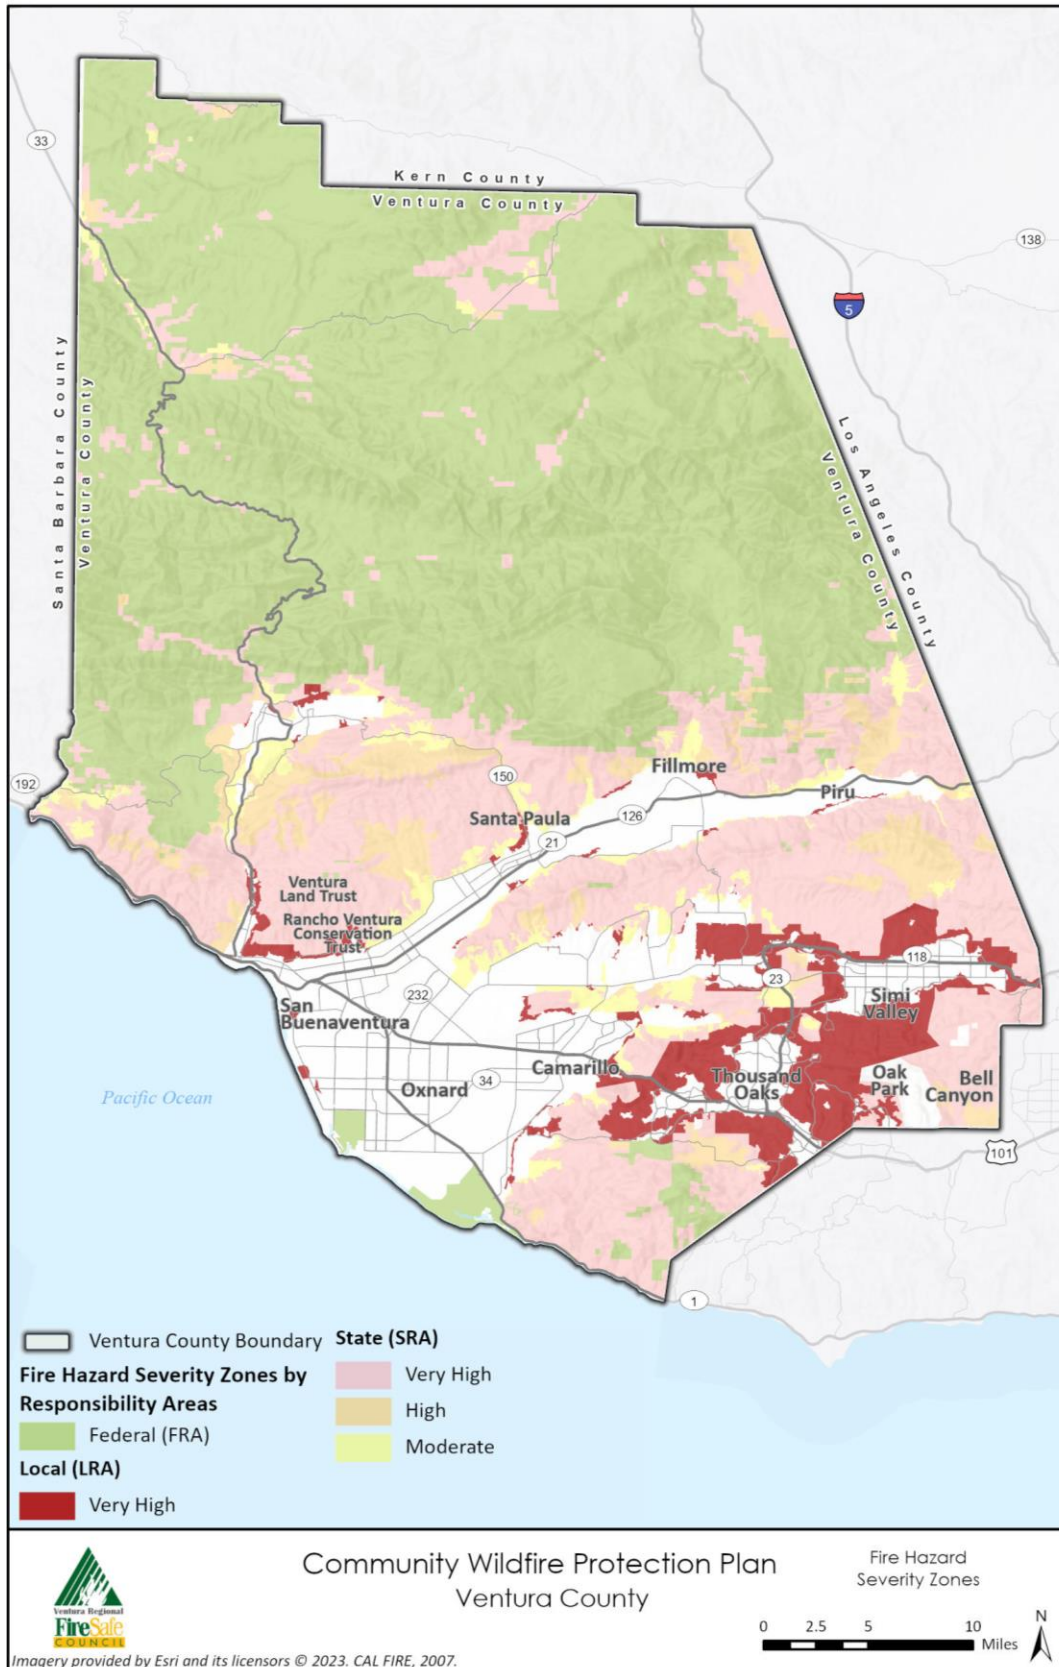 33
Kern County
Ventura County
138
5
Santa Barbara County
Ventura County
Los Angeles County
Ventura County
192
150
Fillmore
Piru
Santa Paula
126
21
Ventura
Land Trust
Rancho Ventura
Conservation
Trust
118
23
232
Simi
Valley
San
Buenaventura
Camarillo
Thousand
Oaks
Oak
Park
Bell
Canyon
Oxnard
34
Pacific Ocean
101
1
Ventura County Boundary
Fire Hazard Severity Zones by
Responsibility Areas
Federal (FRA)
Local (LRA)
Very High
State (SRA)
Very High
High
Moderate
Ventura Regional
FireSafe
COUNCIL
Community Wildfire Protection Plan
Ventura County
Fire Hazard
Severity Zones
0 2.5 5 10
Miles
N
Imagery provided by Esri and its licensors © 2023. CAL FIRE, 2007.